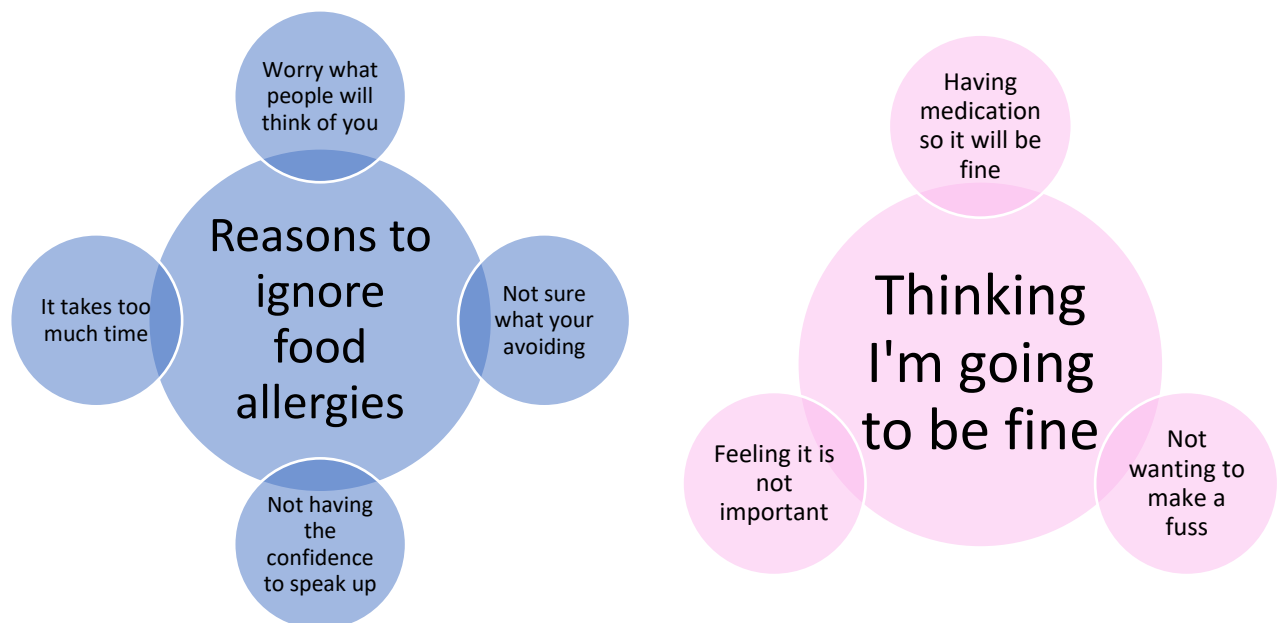 Worry what
people will
think of you
Reasons to
ignore
food
allergies
Not sure
what your
avoiding
Not having
the
confidence
to speak up
It takes too
much time
Thinking
I'm going
to be fine
Having
medication
so it will be
fine
Not
wanting to
make a
fuss
Feeling it is
not
important